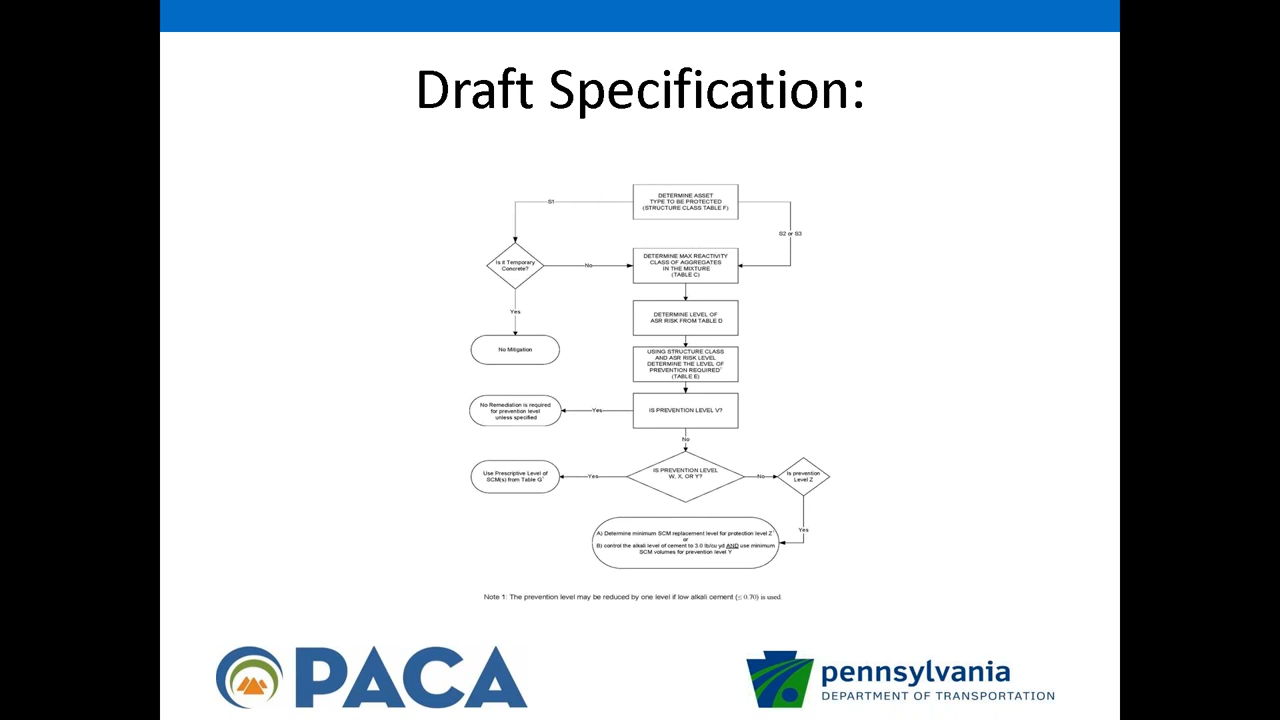 Draft Specification:
DETERMINE ASSET
TYPE TO BE PROTECTED
(STRUCTURE CLASS TABLE F)
S1
S2 or S3
Is it Temporary
Concrete?
No
DETERMINE MAX REACTIVITY
CLASS OF AGGREGATES
IN THE MIXTURE
(TABLE C)
Yes
DETERMINE LEVEL OF
ASR RISK FROM TABLE D
No Mitigation
USING STRUCTURE CLASS
AND ASR RISK LEVEL
DETERMINE THE LEVEL OF
PREVENTION REQUIRED¹
(TABLE E)
No Remediation is required
for prevention level
unless specified
Yes
IS PREVENTION LEVEL V?
No
Use Prescriptive Level of
SCM(s) from Table G¹
Yes
IS PREVENTION LEVEL
W, X, OR Y?
No
Is prevention
Level Z
Yes
A) Determine minimum SCM replacement level for protection level Z¹
or
B) control the alkali level of cement to 3.0 lb/cu yd AND use minimum
SCM volumes for prevention level Y
Note 1: The prevention level may be reduced by one level if low alkali cement (≤ 0.70) is used.
PACA
pennsylvania
DEPARTMENT OF TRANSPORTATION